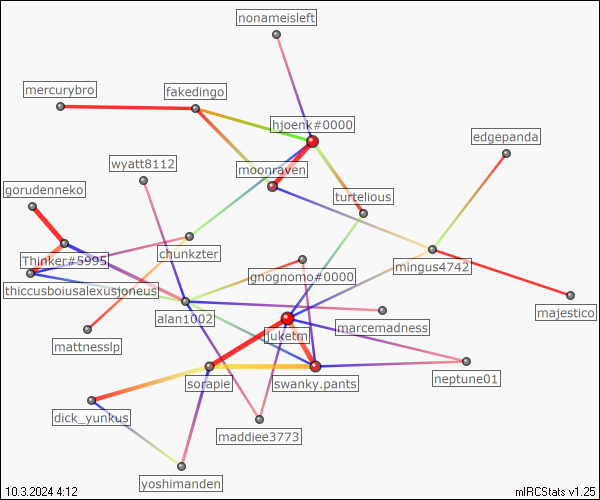 nonameisleft
mercurybro
fakedingo
hjoenk#0000
edgepanda
wyatt8112
moonraven
gorudenneko
turtelious
chunkzter
Thinker#5995
mingus4742
gnognomo#0000
thiccusboiusalexusjoneus
majestico
alan1002
marcemadness
juketm
mattnesslp
neptune01
sorapie
swanky.pants
dick_yunkus
maddiee3773
yoshimanden
10.3.2024 4:12
mIRCStats v1.25